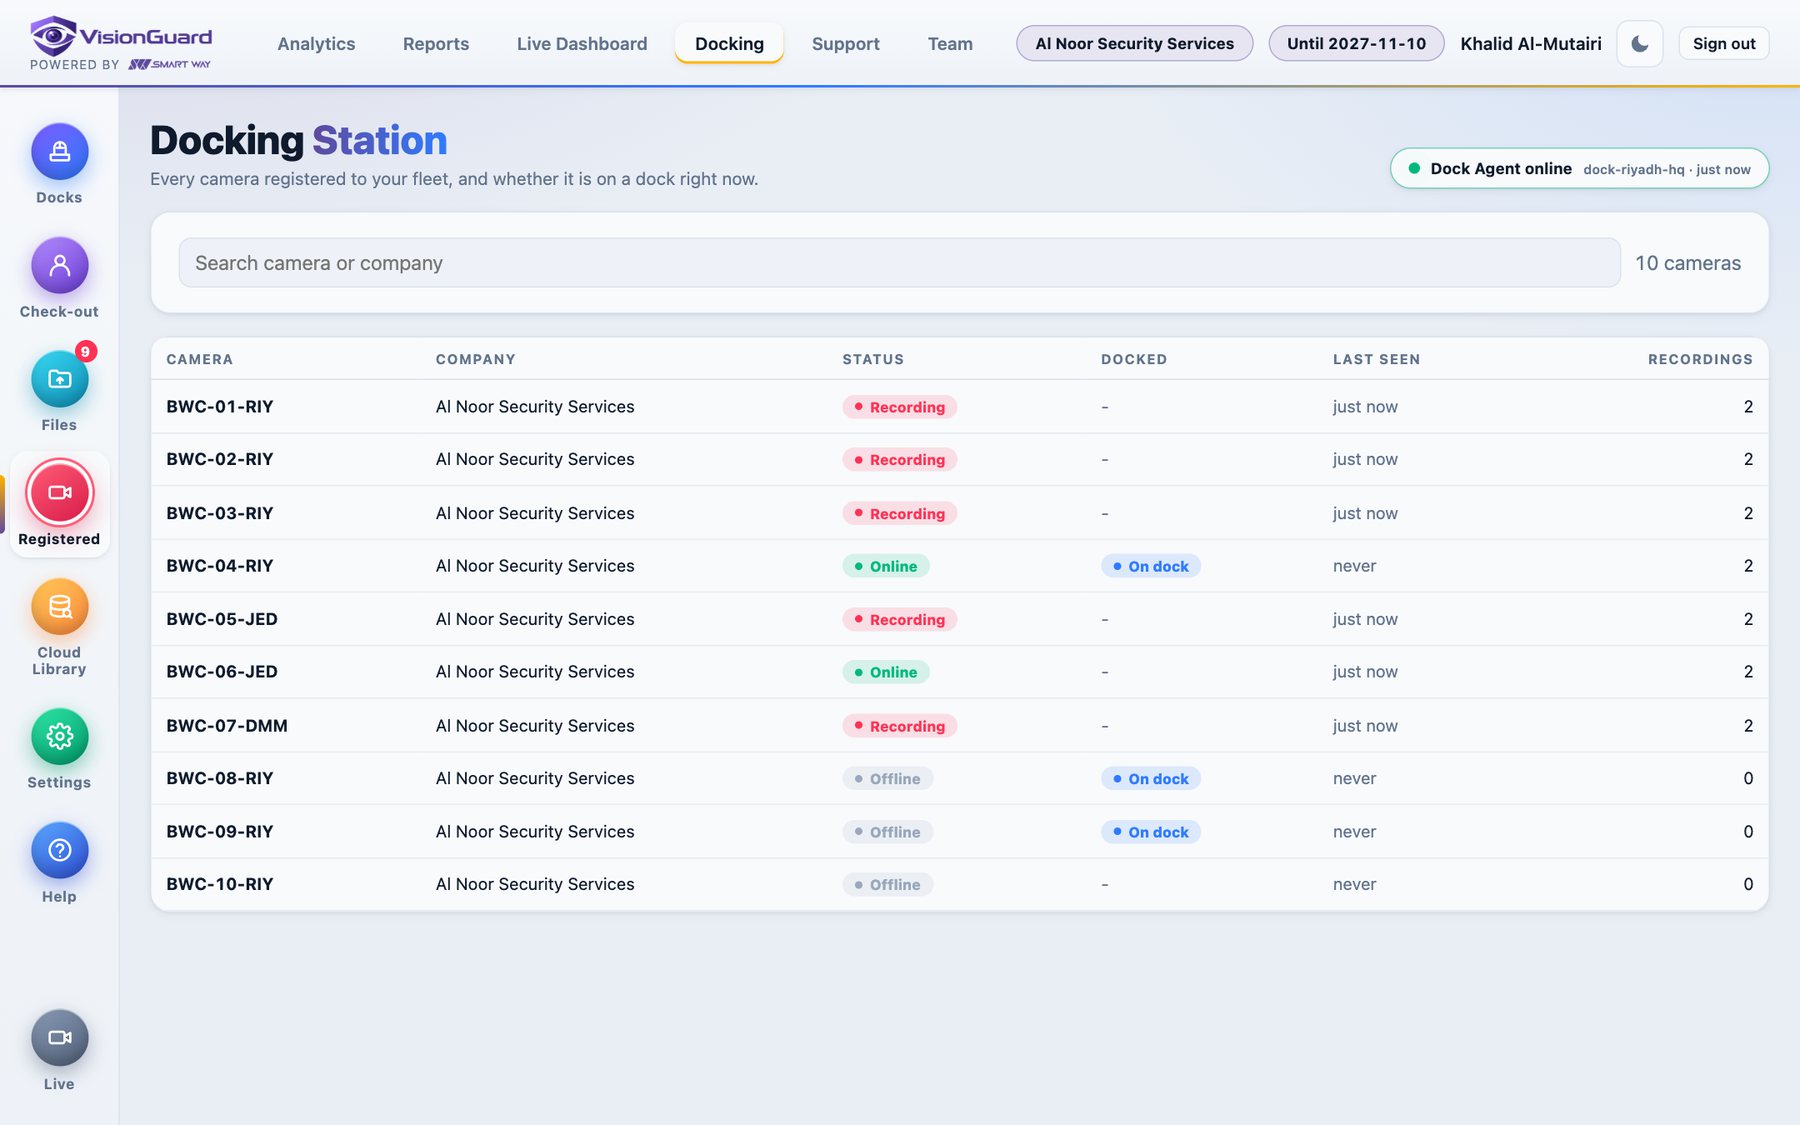 VisionGuard
POWERED BY SMART WAY
Analytics
Reports
Live Dashboard
Docking
Support
Team
Al Noor Security Services
Until 2027-11-10
Khalid Al-Mutairi
Sign out
Docks
Check-out
9
Files
Registered
Cloud
Library
Settings
Help
Live
Docking Station
Every camera registered to your fleet, and whether it is on a dock right now.
Dock Agent online dock-riyadh-hq · just now
Search camera or company
10 cameras
CAMERA COMPANY STATUS DOCKED LAST SEEN RECORDINGS
BWC-01-RIY Al Noor Security Services Recording - just now 2
BWC-02-RIY Al Noor Security Services Recording - just now 2
BWC-03-RIY Al Noor Security Services Recording - just now 2
BWC-04-RIY Al Noor Security Services Online On dock never 2
BWC-05-JED Al Noor Security Services Recording - just now 2
BWC-06-JED Al Noor Security Services Online - just now 2
BWC-07-DMM Al Noor Security Services Recording - just now 2
BWC-08-RIY Al Noor Security Services Offline On dock never 0
BWC-09-RIY Al Noor Security Services Offline On dock never 0
BWC-10-RIY Al Noor Security Services Offline - never 0